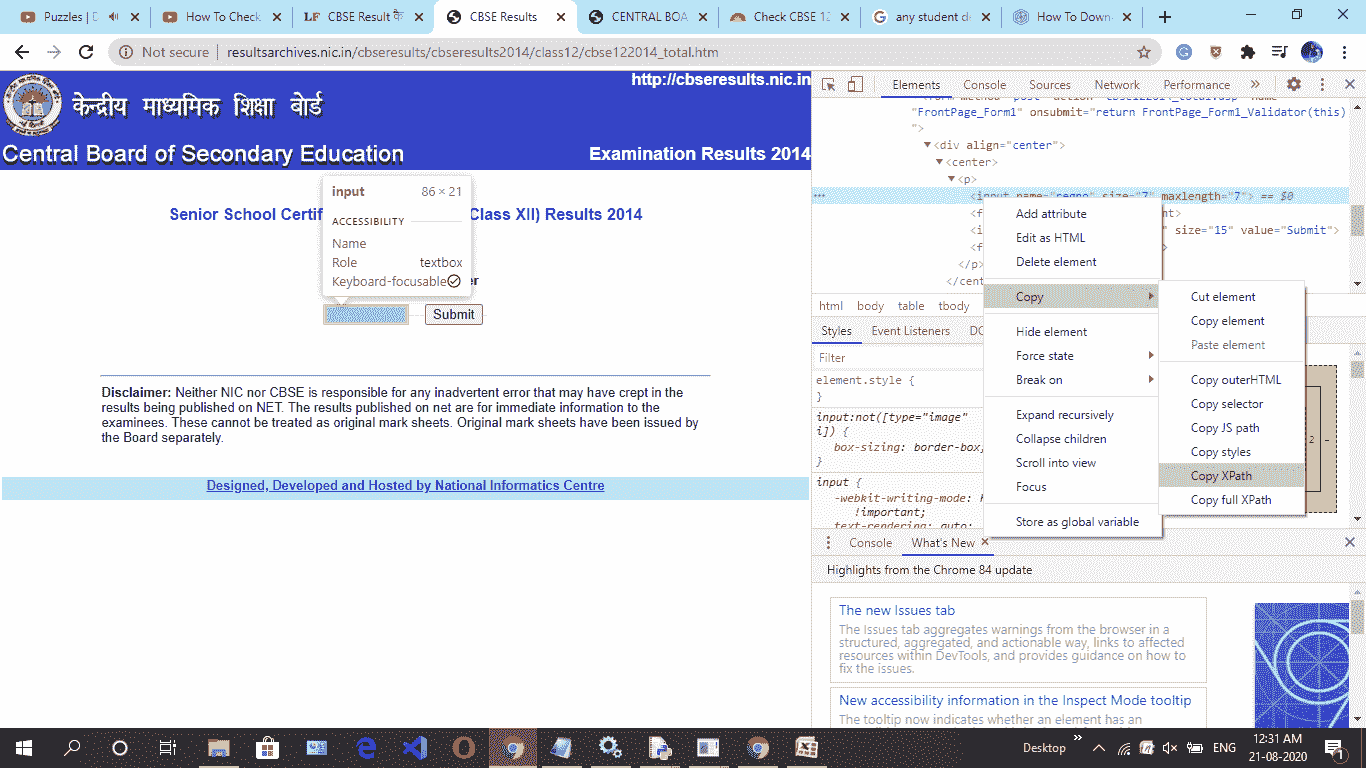 Puzzles | D
How To Check
LF CBSE Result के
CBSE Results
CENTRAL BOA
Check CBSE 12
any student d
How To Down
Not secure | resultsarchives.nic.in/cbseresults/cbseresults2014/class12/cbse122014_total.htm
http://cbseresults.nic.in
केन्द्रीय माध्यमिक शिक्षा बोर्ड
Central Board of Secondary Education
Examination Results 2014
Senior School Certif
Class XII) Results 2014
input 86 × 21
ACCESSIBILITY
Name
Role textbox
Keyboard-focusable
er
Submit
Disclaimer: Neither NIC nor CBSE is responsible for any inadvertent error that may have crept in the
results being published on NET. The results published on net are for immediate information to the
examinees. These cannot be treated as original mark sheets. Original mark sheets have been issued by
the Board separately.
Designed, Developed and Hosted by National Informatics Centre
Elements Console Sources Network Performance »
"FrontPage_Form1" onsubmit="return FrontPage_Form1_Validator(this)
">
<div align="center">
<center>
<p>
<input name="regno" size="7" maxlength="7"> == $0
<f
nt>
<i
" size="15" value="Submit">
<f
>
</p>
</cent
html body table tbody
Styles Event Listeners DO
Filter
element.style {
}
input:not([type="image"
i]) {
box-sizing: border-box;
}
input {
-webkit-writing-mode:
!important;
text-rendering: auto;
2 –
Add attribute
Edit as HTML
Delete element
Copy
Hide element
Force state
Break on
Expand recursively
Collapse children
Scroll into view
Focus
Store as global variable
Cut element
Copy element
Paste element
Copy outerHTML
Copy selector
Copy JS path
Copy styles
Copy XPath
Copy full XPath
Console What's New
Highlights from the Chrome 84 update
The new Issues tab
The Issues tab aggregates warnings from the browser in a
structured, aggregated, and actionable way, links to affected
resources within DevTools, and provides guidance on how to
fix the issues.
New accessibility information in the Inspect Mode tooltip
The tooltip now indicates whether an element has an
Desktop » ENG 12:31 AM
21-08-2020
1